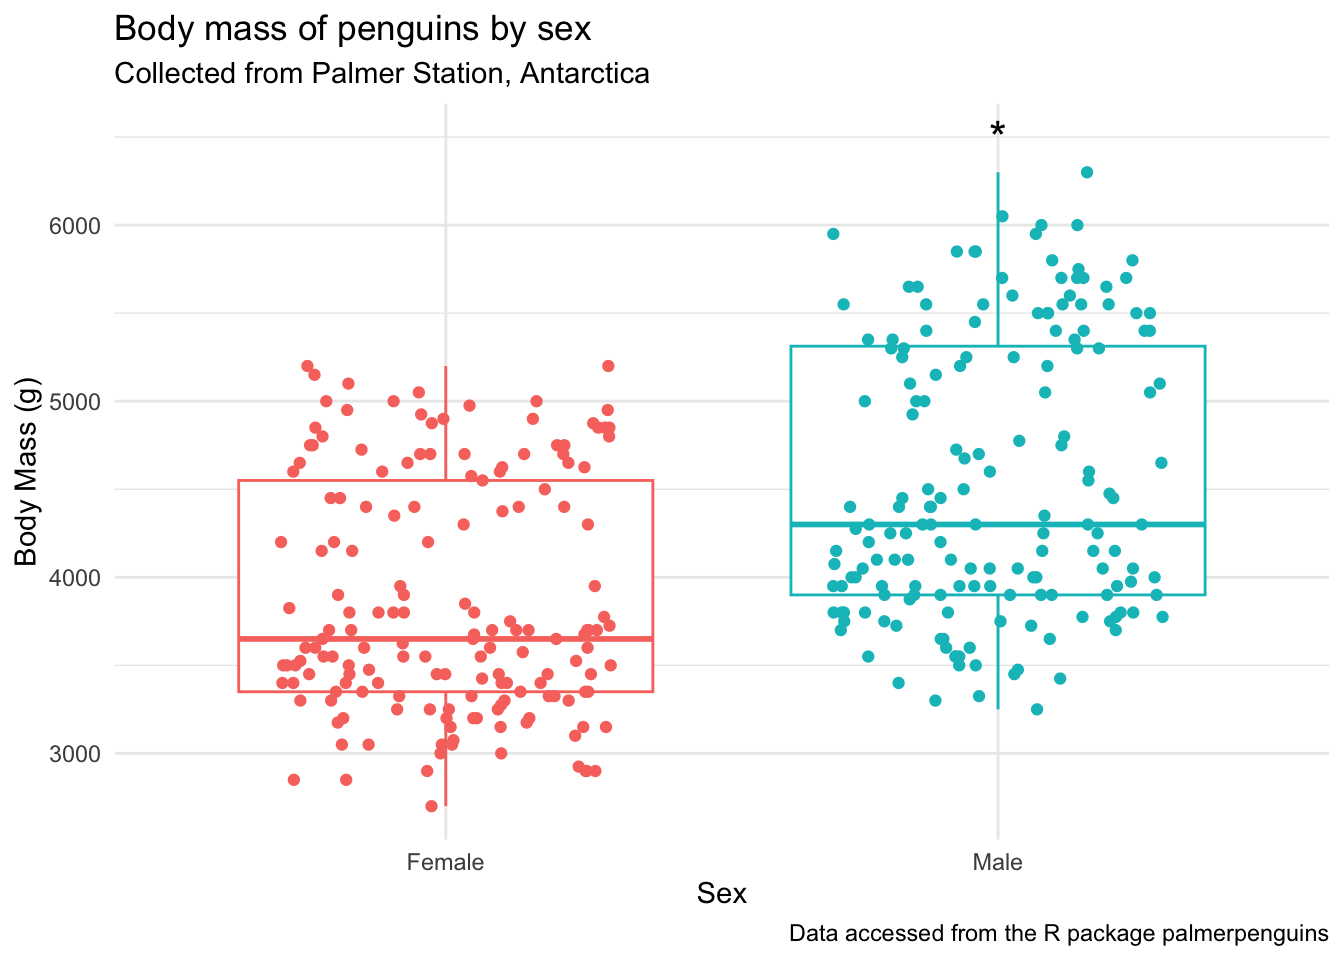 Body mass of penguins by sex
Collected from Palmer Station, Antarctica
*
6000
5000
4000
3000
Body Mass (g)
Female
Male
Sex
Data accessed from the R package palmerpenguins